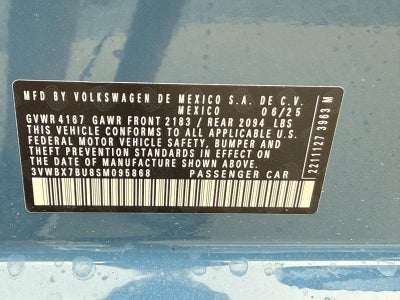 MFD BY VOLKSWAGEN DE MEXICO S.A. DE C.V.
MEXICO 06/25
GVWR 4167 GAWR FRONT 2183 / REAR 2094 LBS
THIS VEHICLE CONFORMS TO ALL APPLICABLE U.S.
FEDERAL MOTOR VEHICLE SAFETY, BUMPER AND
THEFT PREVENTION STANDARDS IN EFFECT ON
THE DATE OF MANUFACTURE SHOWN ABOVE.
3VWBX7BU8SM095868 PASSENGER CAR
2211127 3963 M